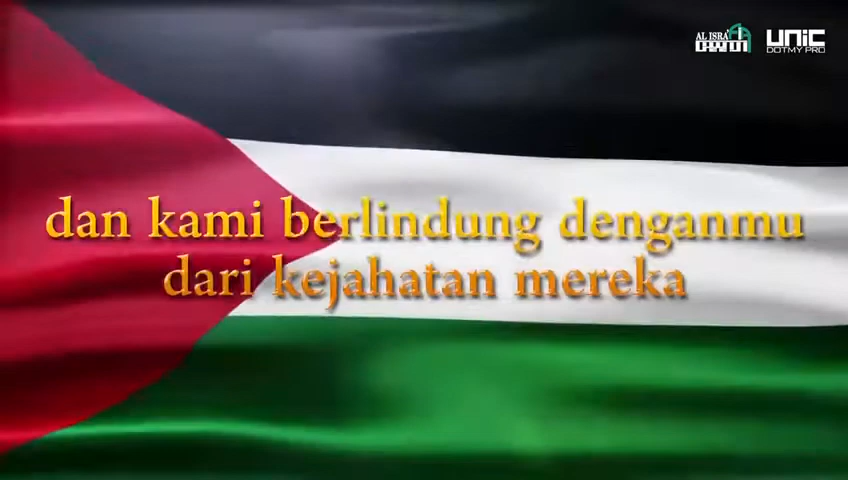 AL ISRA'
UNIC
DOTMY PRO
dan kami berlindung denganmu
dari kejahatan mereka